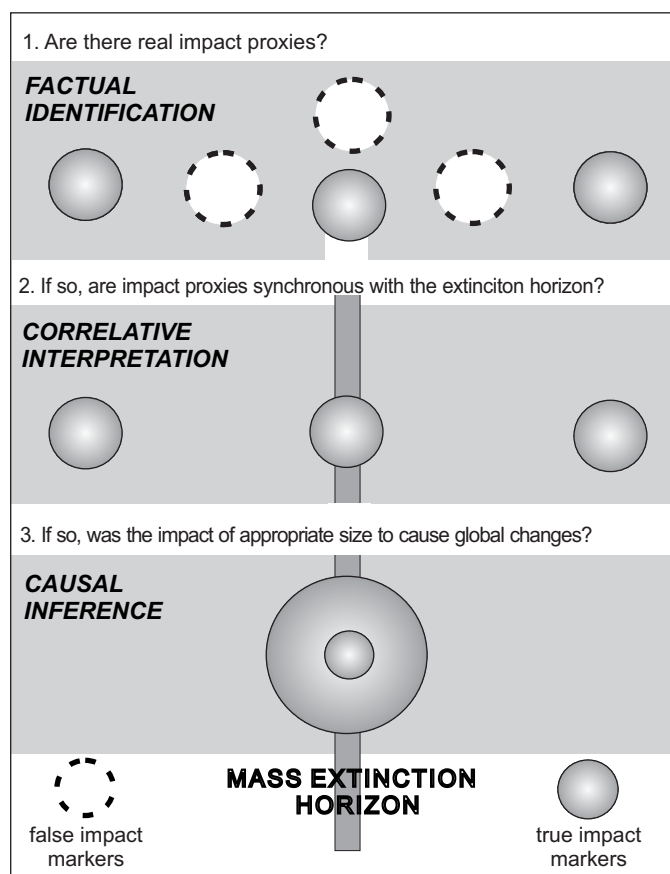 1. Are there real impact proxies?
FACTUAL
IDENTIFICATION
2. If so, are impact proxies synchronous with the extinciton horizon?
CORRELATIVE
INTERPRETATION
3. If so, was the impact of appropriate size to cause global changes?
CAUSAL
INFERENCE
MASS EXTINCTION
HORIZON
false impact
markers
true impact
markers